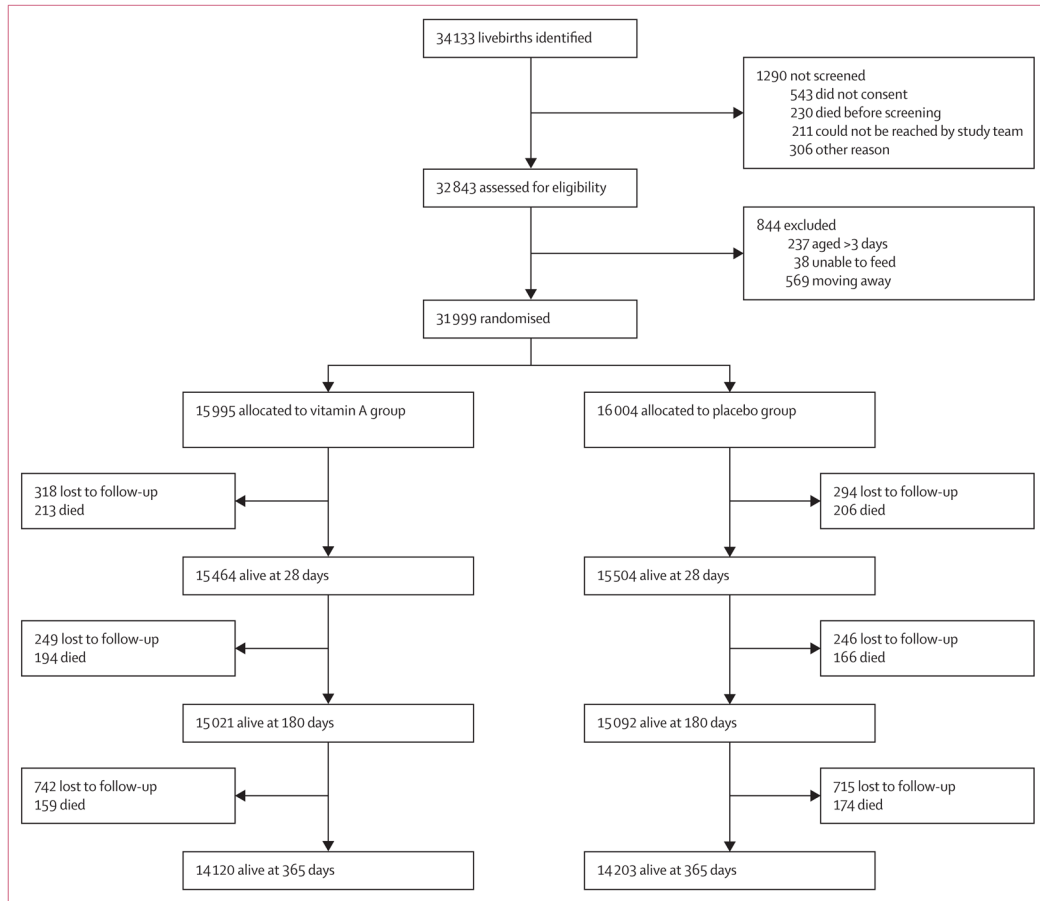 34133 livebirths identified
1290 not screened
543 did not consent
230 died before screening
211 could not be reached by study team
306 other reason
32843 assessed for eligibility
844 excluded
237 aged >3 days
38 unable to feed
569 moving away
31999 randomised
15995 allocated to vitamin A group
16004 allocated to placebo group
318 lost to follow-up
213 died
294 lost to follow-up
206 died
15464 alive at 28 days
15504 alive at 28 days
249 lost to follow-up
194 died
246 lost to follow-up
166 died
15021 alive at 180 days
15092 alive at 180 days
742 lost to follow-up
159 died
715 lost to follow-up
174 died
14120 alive at 365 days
14203 alive at 365 days